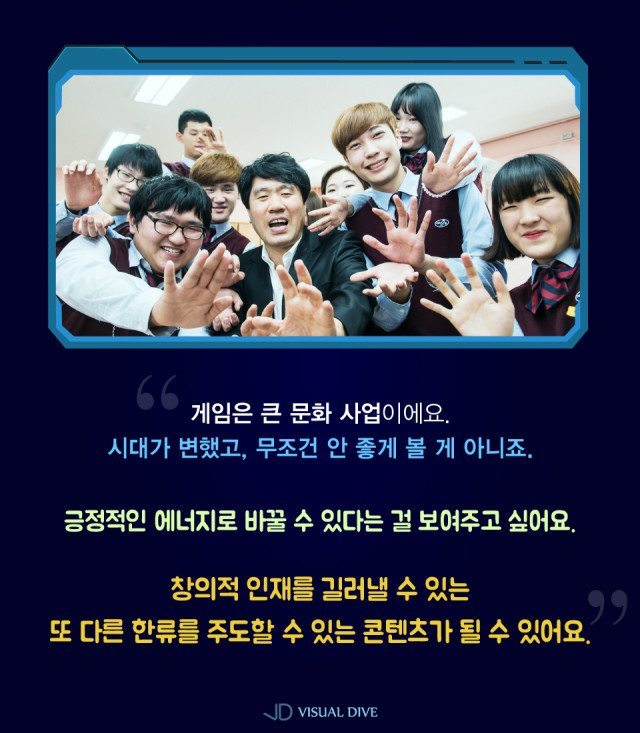 게임은 큰 문화 사업이에요.
시대가 변했고, 무조건 안 좋게 볼 게 아니죠.
긍정적인 에너지로 바꿀 수 있다는 걸 보여주고 싶어요.
창의적 인재를 길러낼 수 있는
또 다른 한류를 주도할 수 있는 콘텐츠가 될 수 있어요.
VISUAL DIVE